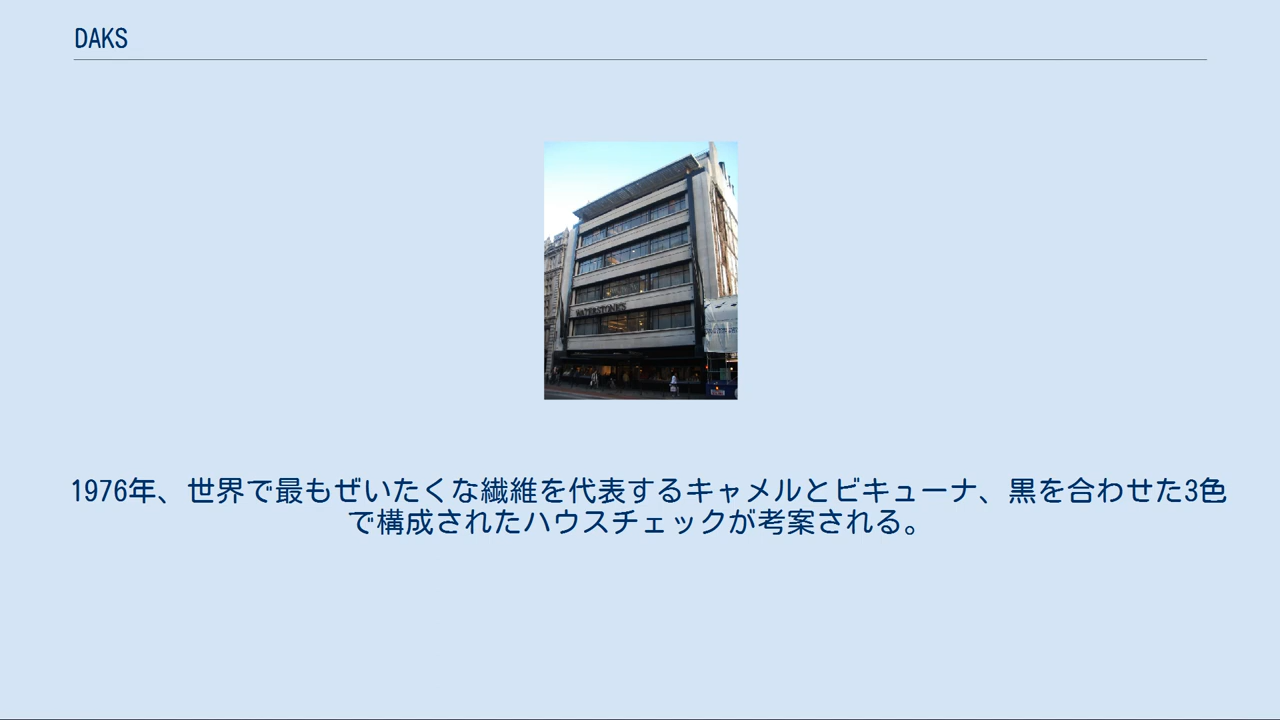 DAKS
WATERSTONE'S
1976年、世界で最もぜいたくな繊維を代表するキャメルとビキューナ、黒を合わせた3色
で構成されたハウスチェックが考案される。